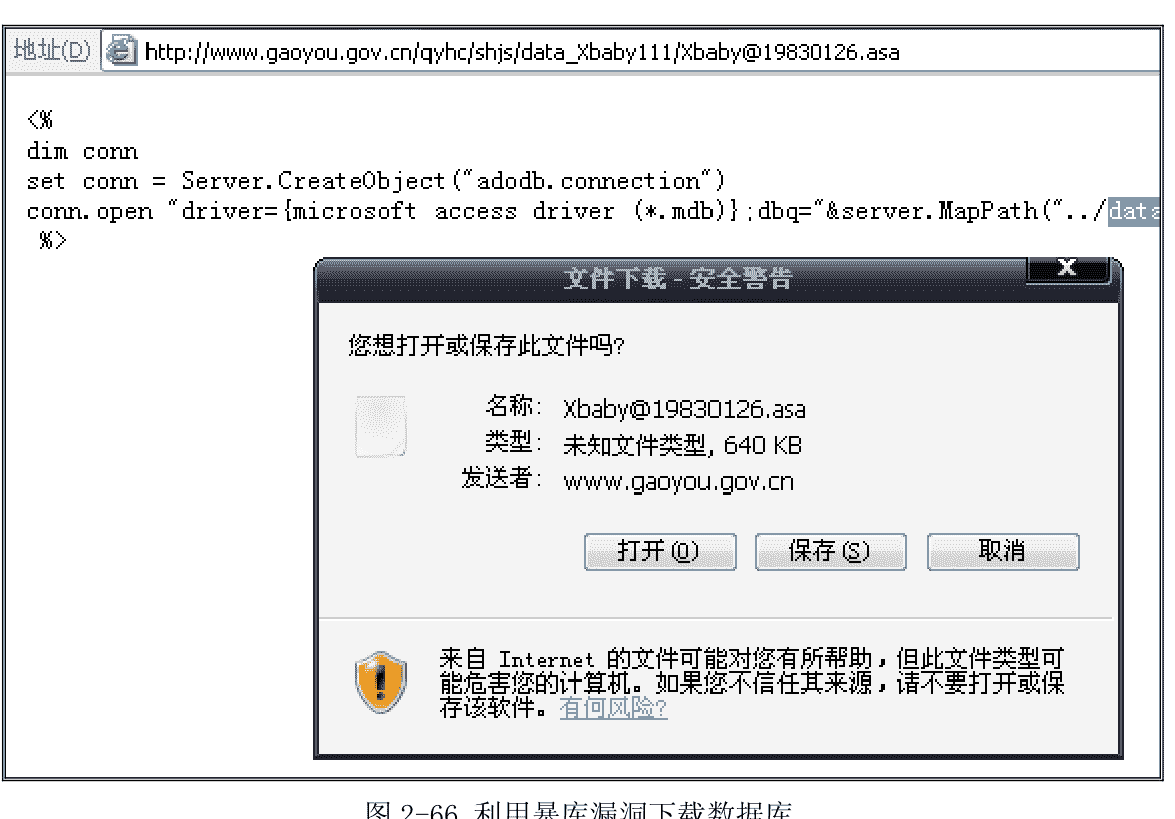 地址(D) http://www.gaoyou.gov.cn/qyhc/shjs/data_Xbaby111/Xbaby@19830126.asa
<%
dim conn
set conn = Server.CreateObject("adodb.connection")
conn.open "driver={microsoft access driver (*.mdb)};dbq="&server.MapPath("../data
%>
文件下载 - 安全警告
X
您想打开或保存此文件吗?
名称: Xbaby@19830126.asa
类型: 未知文件类型, 640 KB
发送者: www.gaoyou.gov.cn
打开(O) 保存(S) 取消
来自 Internet 的文件可能对您有所帮助，但此文件类型可
能危害您的计算机。如果您不信任其来源，请不要打开或保
存该软件。有何风险?
图 2-66 利用暴库漏洞下载数据库